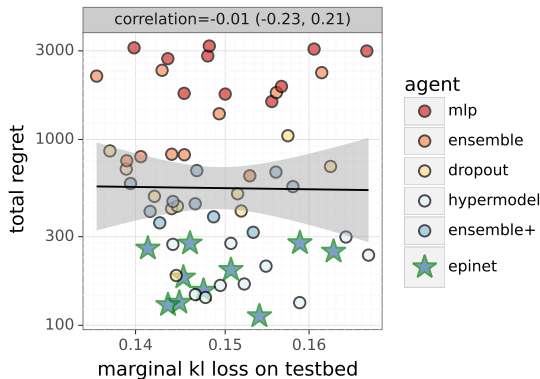 correlation=-0.01 (-0.23, 0.21)
3000
1000
300
100
total regret
0.14
0.15
0.16
marginal kl loss on testbed
agent
mlp
ensemble
dropout
hypermodel
ensemble+
epinet